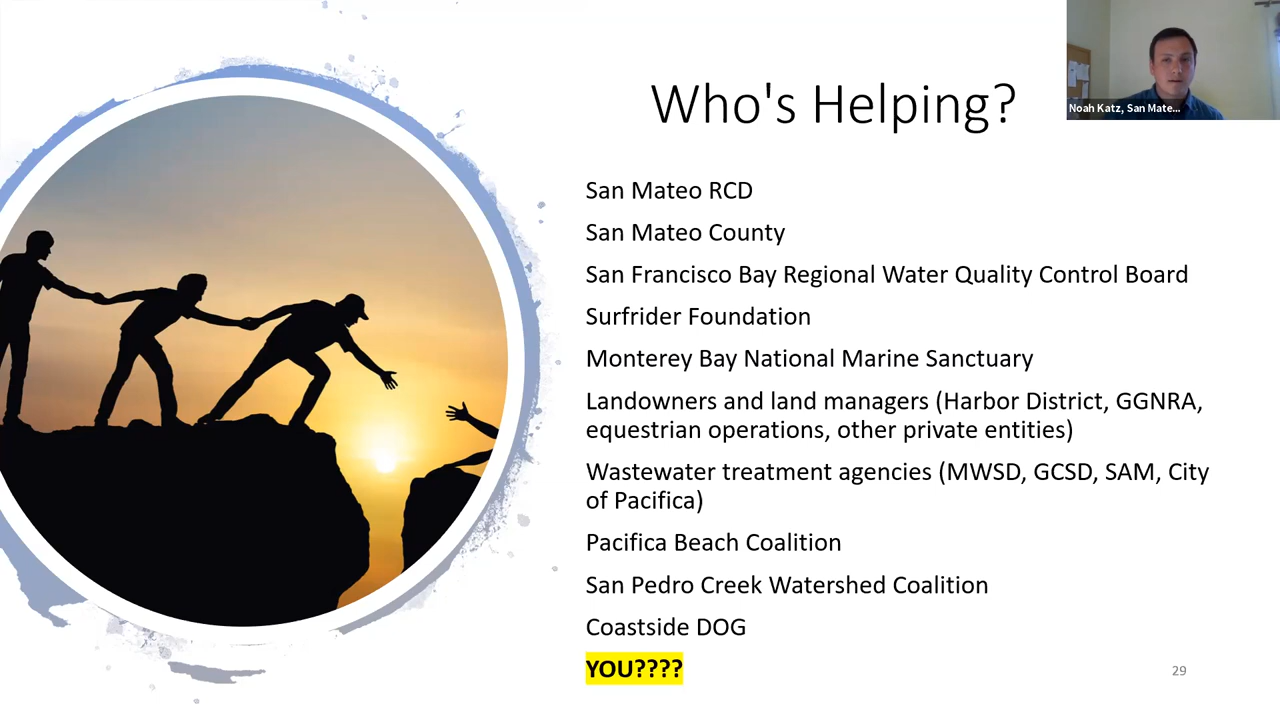 Who's Helping?
Noah Katz, San Mate...
San Mateo RCD
San Mateo County
San Francisco Bay Regional Water Quality Control Board
Surfrider Foundation
Monterey Bay National Marine Sanctuary
Landowners and land managers (Harbor District, GGNRA,
equestrian operations, other private entities)
Wastewater treatment agencies (MWSD, GCSD, SAM, City
of Pacifica)
Pacifica Beach Coalition
San Pedro Creek Watershed Coalition
Coastside DOG
YOU????
29